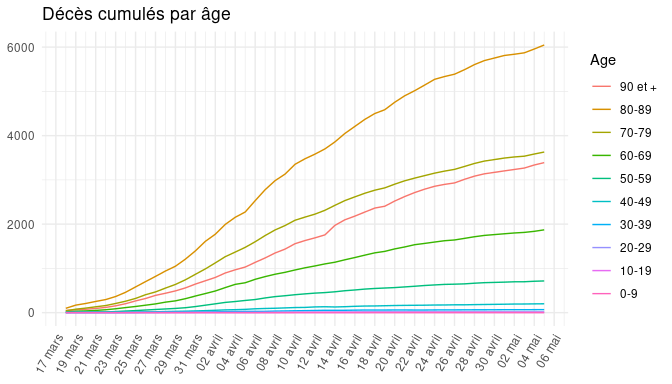 Décès cumulés par âge
6000
4000
2000
0
17 mars
19 mars
21 mars
23 mars
25 mars
27 mars
29 mars
31 mars
02 avril
04 avril
06 avril
08 avril
10 avril
12 avril
14 avril
16 avril
18 avril
20 avril
22 avril
24 avril
26 avril
28 avril
30 avril
02 mai
04 mai
06 mai
Age
90 et +
80-89
70-79
60-69
50-59
40-49
30-39
20-29
10-19
0-9